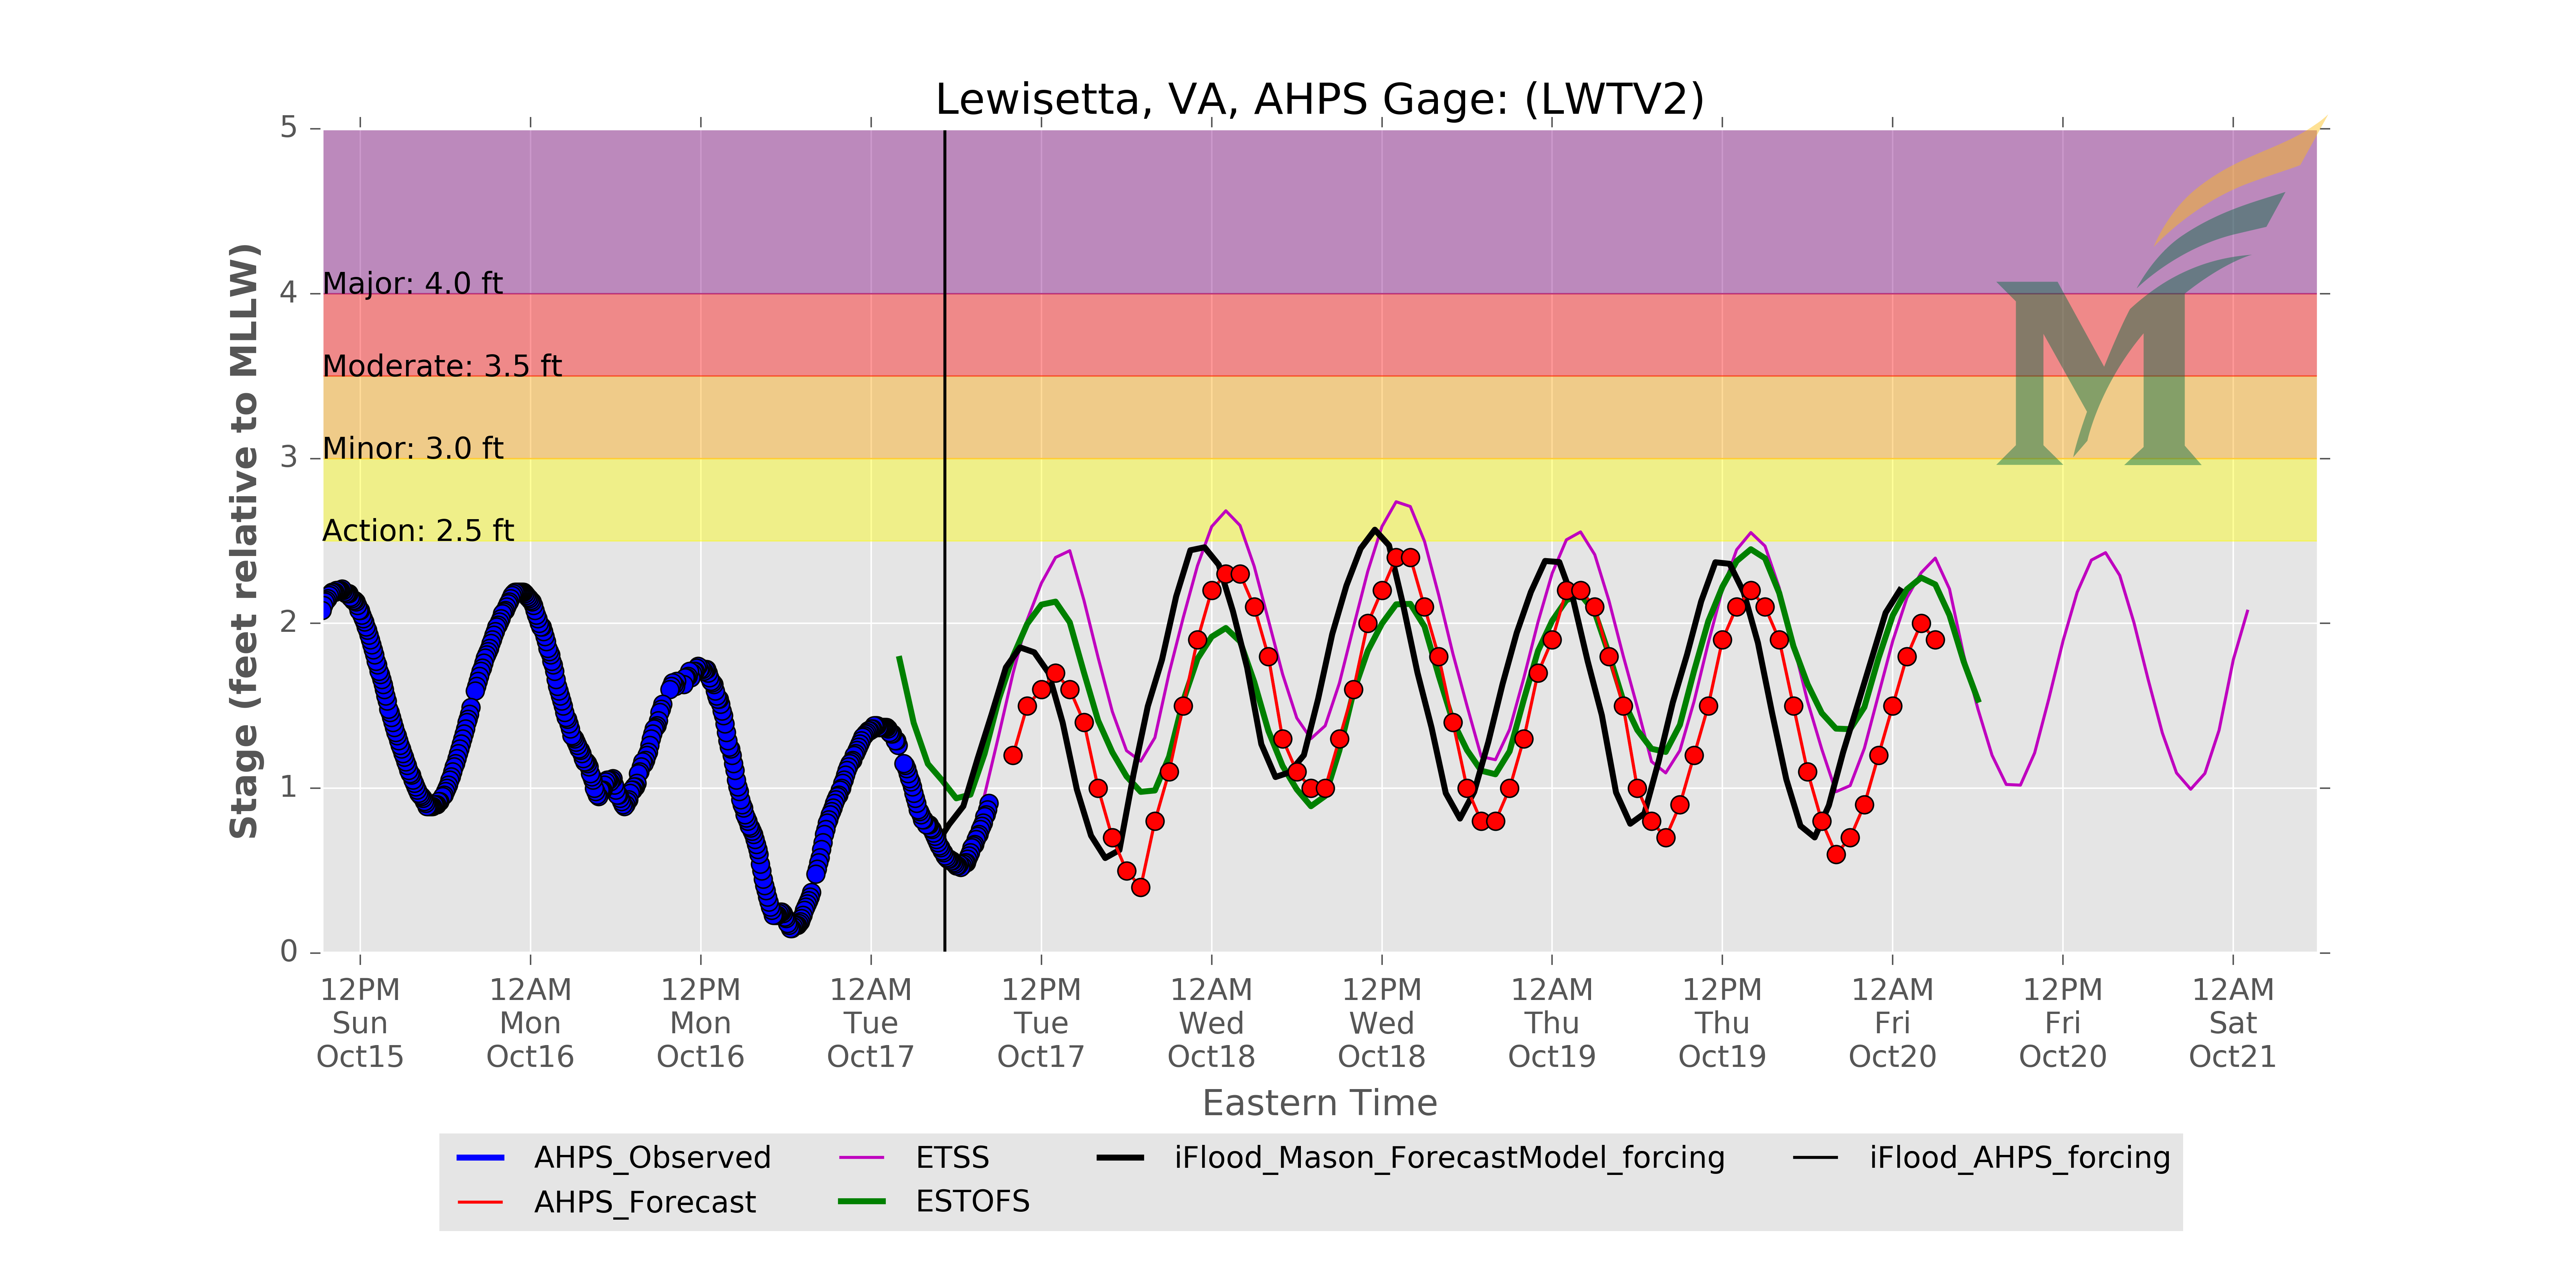 Lewisetta, VA, AHPS Gage: (LWTV2)
Stage (feet relative to MLLW)
5
4
3
2
1
0
Major: 4.0 ft
Moderate: 3.5 ft
Minor: 3.0 ft
Action: 2.5 ft
M
12PM
Sun
Oct15
12AM
Mon
Oct16
12PM
Mon
Oct16
12AM
Tue
Oct17
12PM
Tue
Oct17
12AM
Wed
Oct18
12PM
Wed
Oct18
12AM
Thu
Oct19
12PM
Thu
Oct19
12AM
Fri
Oct20
12PM
Fri
Oct20
12AM
Sat
Oct21
Eastern Time
AHPS_Observed
AHPS_Forecast
ETSS
ESTOFS
iFlood_Mason_ForecastModel_forcing
iFlood_AHPS_forcing